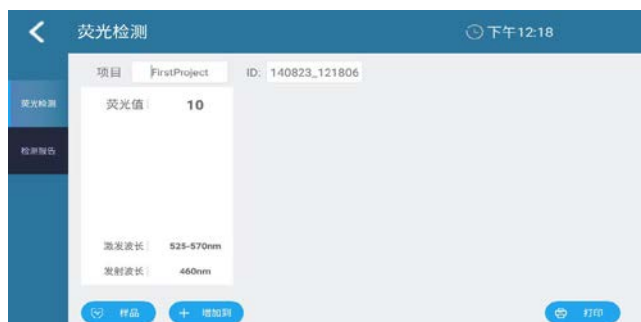 荧光检测
下午12:18
项目 FirstProject ID: 140823_121806
荧光检测
荧光值 10
检测报告
激发波长 525-570nm
发射波长 460nm
样品 + 增加到 打印